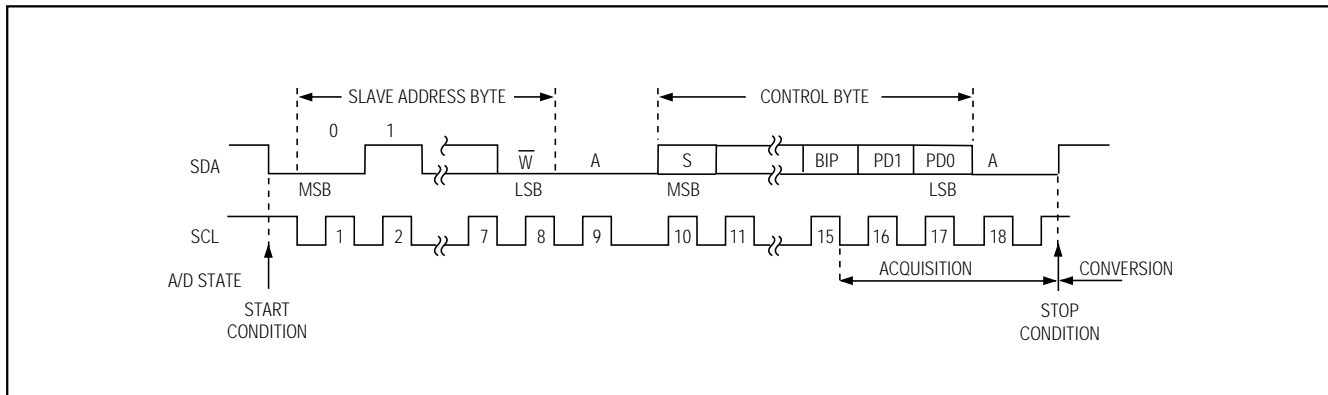 SLAVE ADDRESS BYTE CONTROL BYTE
0 1
SDA W̅ A S BIP PD1 PD0 A
MSB LSB MSB LSB
SCL 1 2 7 8 9 10 11 15 16 17 18
A/D STATE ACQUISITION CONVERSION
START CONDITION
STOP CONDITION